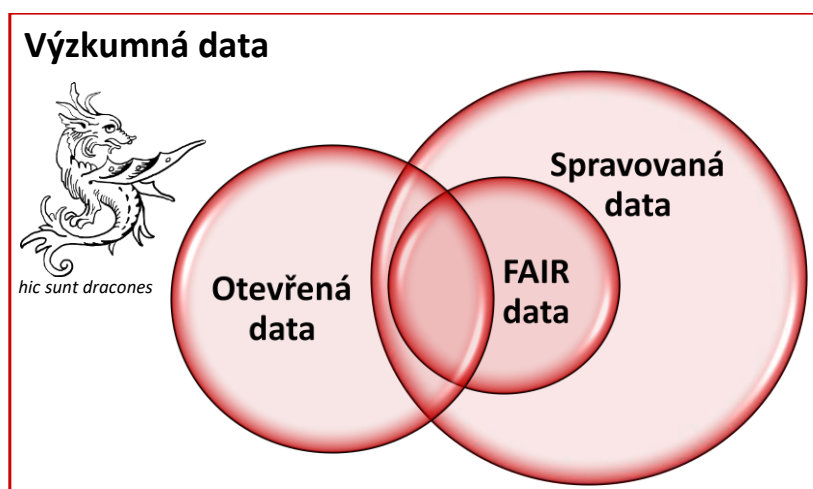 Výzkumná data
hic sunt dracones
Otevřená
data
FAIR
data
Spravovaná
data